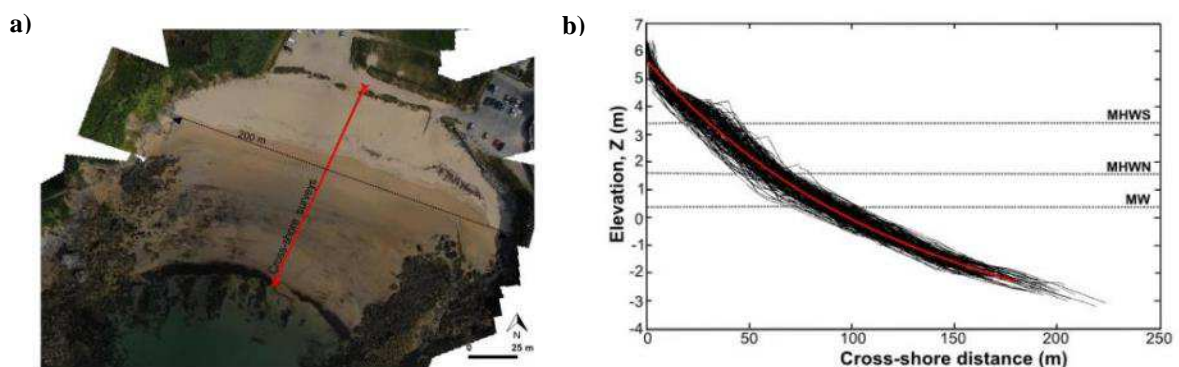 a)
200 m
Cross-shore surveys
N
0 25 m
b)
7
6
5
4
3
2
1
0
-1
-2
-3
-4
Elevation, Z (m)
MHWS
MHWN
MW
0 50 100 150 200 250
Cross-shore distance (m)